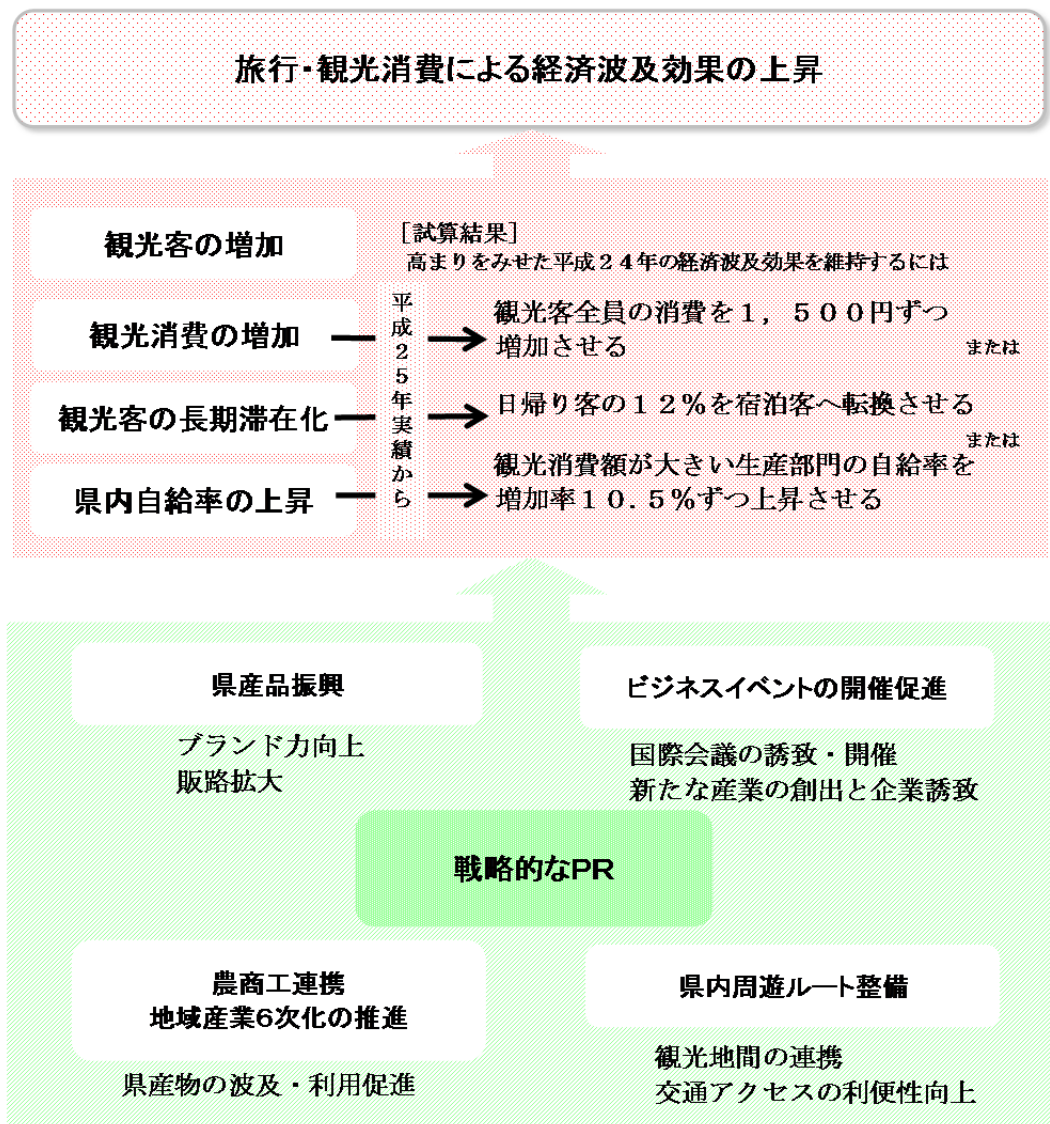 旅行・観光消費による経済波及効果の上昇
観光客の増加
［試算結果］
高まりをみせた平成２４年の経済波及効果を維持するには
平成２５年実績から
観光消費の増加
観光客全員の消費を１，５００円ずつ
増加させる
または
観光客の長期滞在化
日帰り客の１２％を宿泊客へ転換させる
または
県内自給率の上昇
観光消費額が大きい生産部門の自給率を
増加率１０．５％ずつ上昇させる
県産品振興
ブランド力向上
販路拡大
ビジネスイベントの開催促進
国際会議の誘致・開催
新たな産業の創出と企業誘致
戦略的なPR
農商工連携
地域産業6次化の推進
県産物の波及・利用促進
県内周遊ルート整備
観光地間の連携
交通アクセスの利便性向上